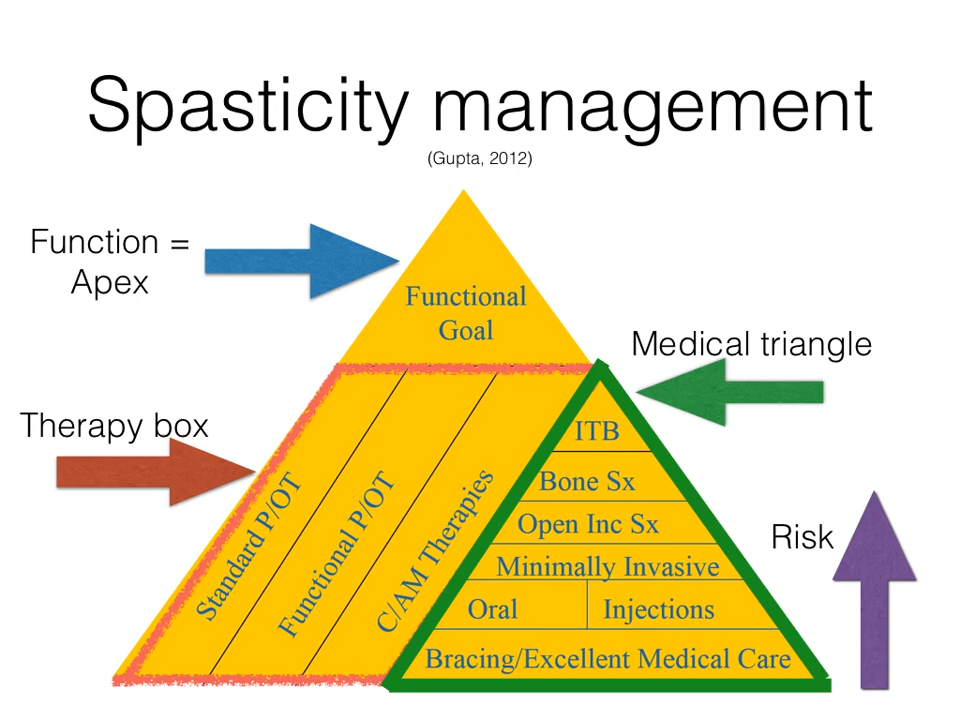 Spasticity management
(Gupta, 2012)
Function =
Apex
Functional
Goal
Medical triangle
Therapy box
ITB
Bone Sx
Open Inc Sx
Minimally Invasive
Oral
Injections
Bracing/Excellent Medical Care
Standard P/OT
Functional P/OT
C/AM Therapies
Risk